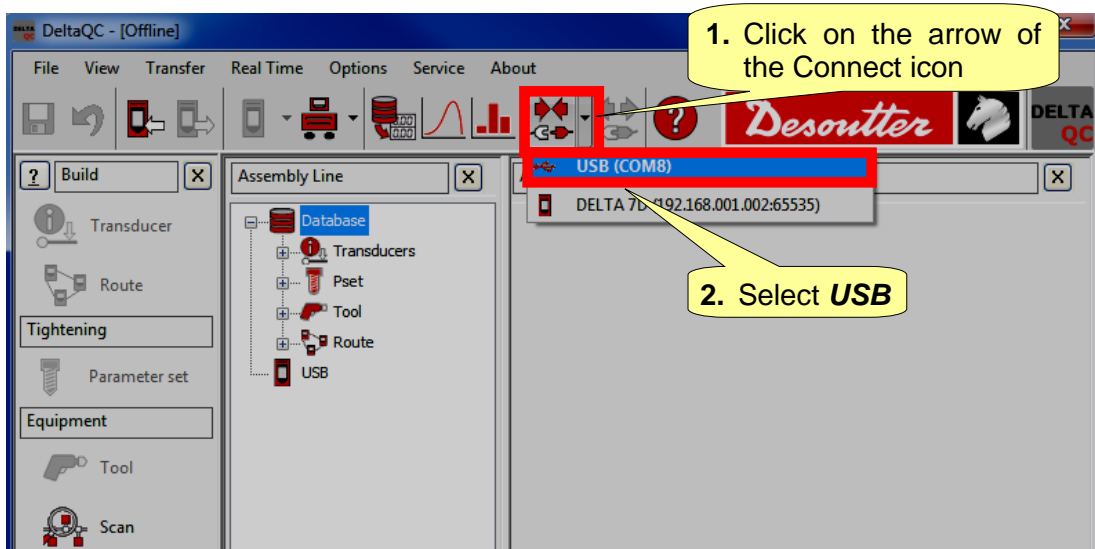 DeltaQC - [Offline]
1. Click on the arrow of
the Connect icon
File View Transfer Real Time Options Service About
Desoutter
DELTA
QC
? Build X
Assembly Line X
X
USB (COM8)
DELTA 7D (192.168.001.002:65535)
Transducer
Route
Tightening
Parameter set
Equipment
Tool
Scan
Database
Transducers
Pset
Tool
Route
USB
2. Select USB